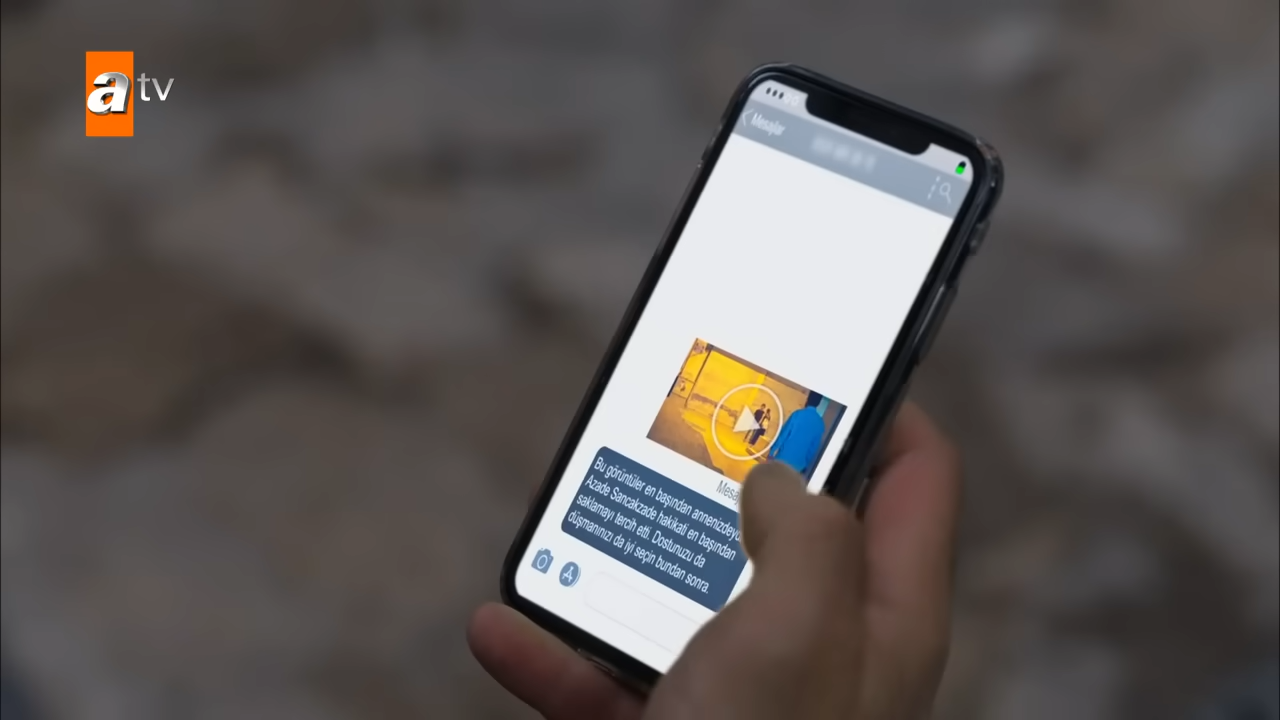 atv
Mesajlar
Bu görüntüler en başından annenizdeyd
Azade Sancakzade hakikati en başından
saklamayı tercih etti. Dostunuzu da
düşmanınızı da iyi seçin bundan sonra.